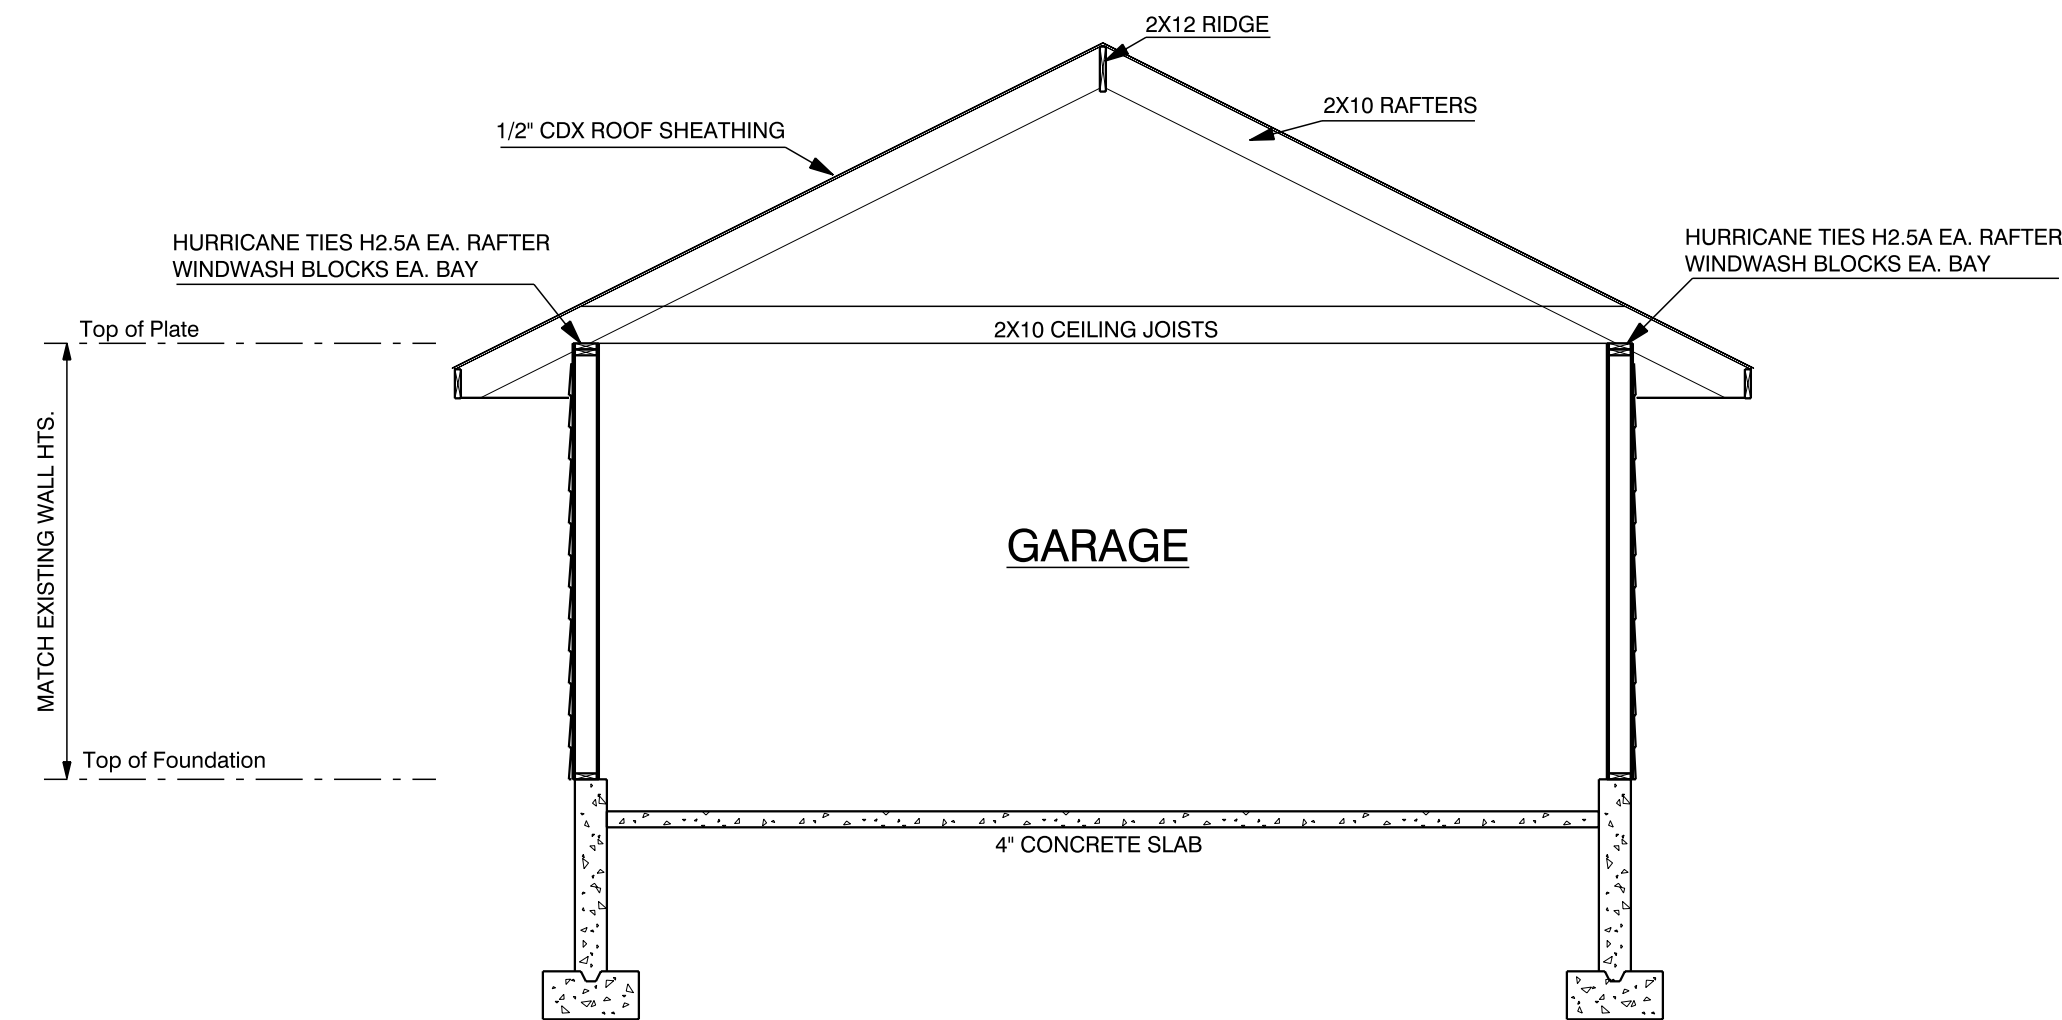 2X12 RIDGE
2X10 RAFTERS
1/2" CDX ROOF SHEATHING
HURRICANE TIES H2.5A EA. RAFTER
WINDWASH BLOCKS EA. BAY
HURRICANE TIES H2.5A EA. RAFTER
WINDWASH BLOCKS EA. BAY
Top of Plate
2X10 CEILING JOISTS
MATCH EXISTING WALL HTS.
GARAGE
Top of Foundation
4" CONCRETE SLAB